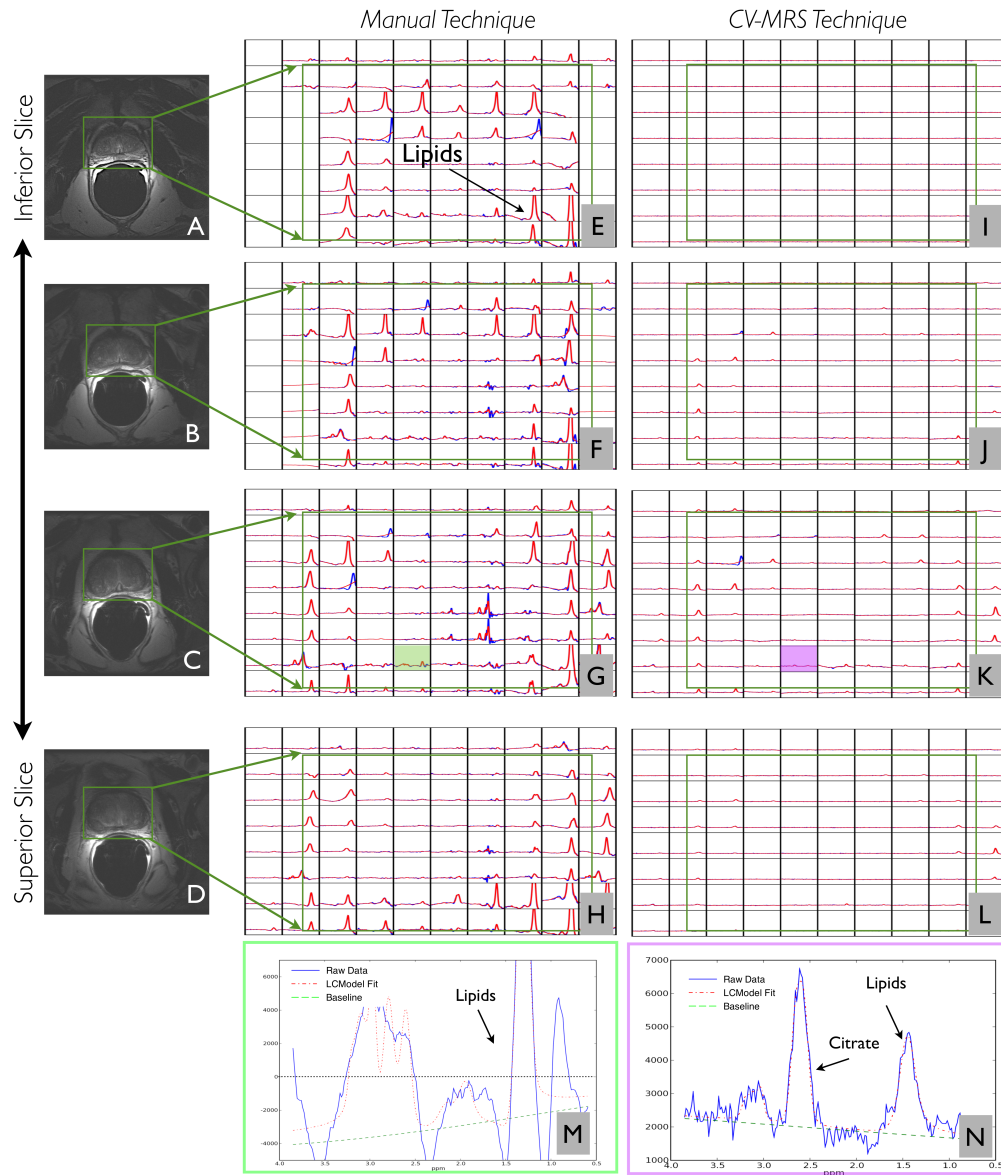 Manual Technique
CV-MRS Technique
Inferior Slice
Superior Slice
A
Lipids
E
I
B
F
J
C
G
K
D
H
L
Raw Data
LCModel Fit
Baseline
Lipids
6000
4000
2000
0
-2000
-4000
4.0
3.5
3.0
2.5
2.0
1.5
1.0
0.5
ppm
M
Raw Data
LCModel Fit
Baseline
Lipids
Citrate
7000
6000
5000
4000
3000
2000
1000
4.0
3.5
3.0
2.5
2.0
1.5
1.0
0.5
ppm
N